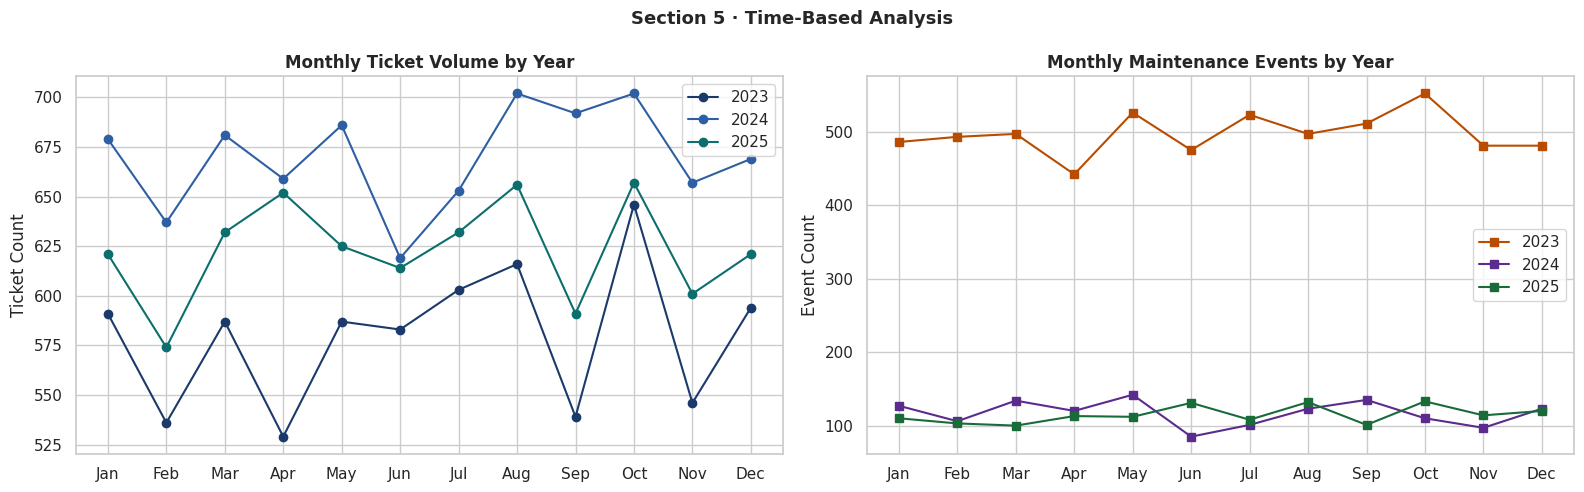 Section 5 · Time-Based Analysis
Monthly Ticket Volume by Year
Ticket Count
700
675
650
625
600
575
550
525
Jan Feb Mar Apr May Jun Jul Aug Sep Oct Nov Dec
2023
2024
2025
Monthly Maintenance Events by Year
Event Count
500
400
300
200
100
Jan Feb Mar Apr May Jun Jul Aug Sep Oct Nov Dec
2023
2024
2025